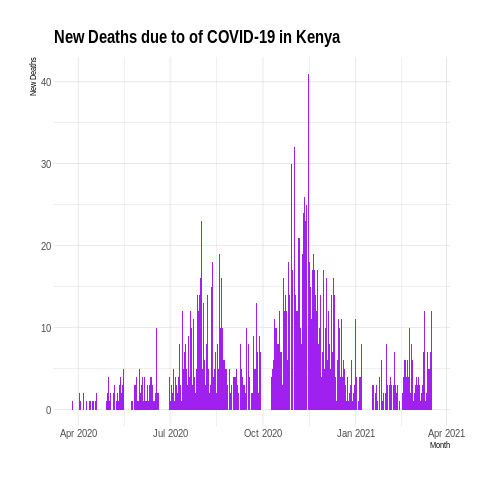 New Deaths due to of COVID-19 in Kenya
New Deaths
40
30
20
10
0
Apr 2020 Jul 2020 Oct 2020 Jan 2021 Apr 2021
Month